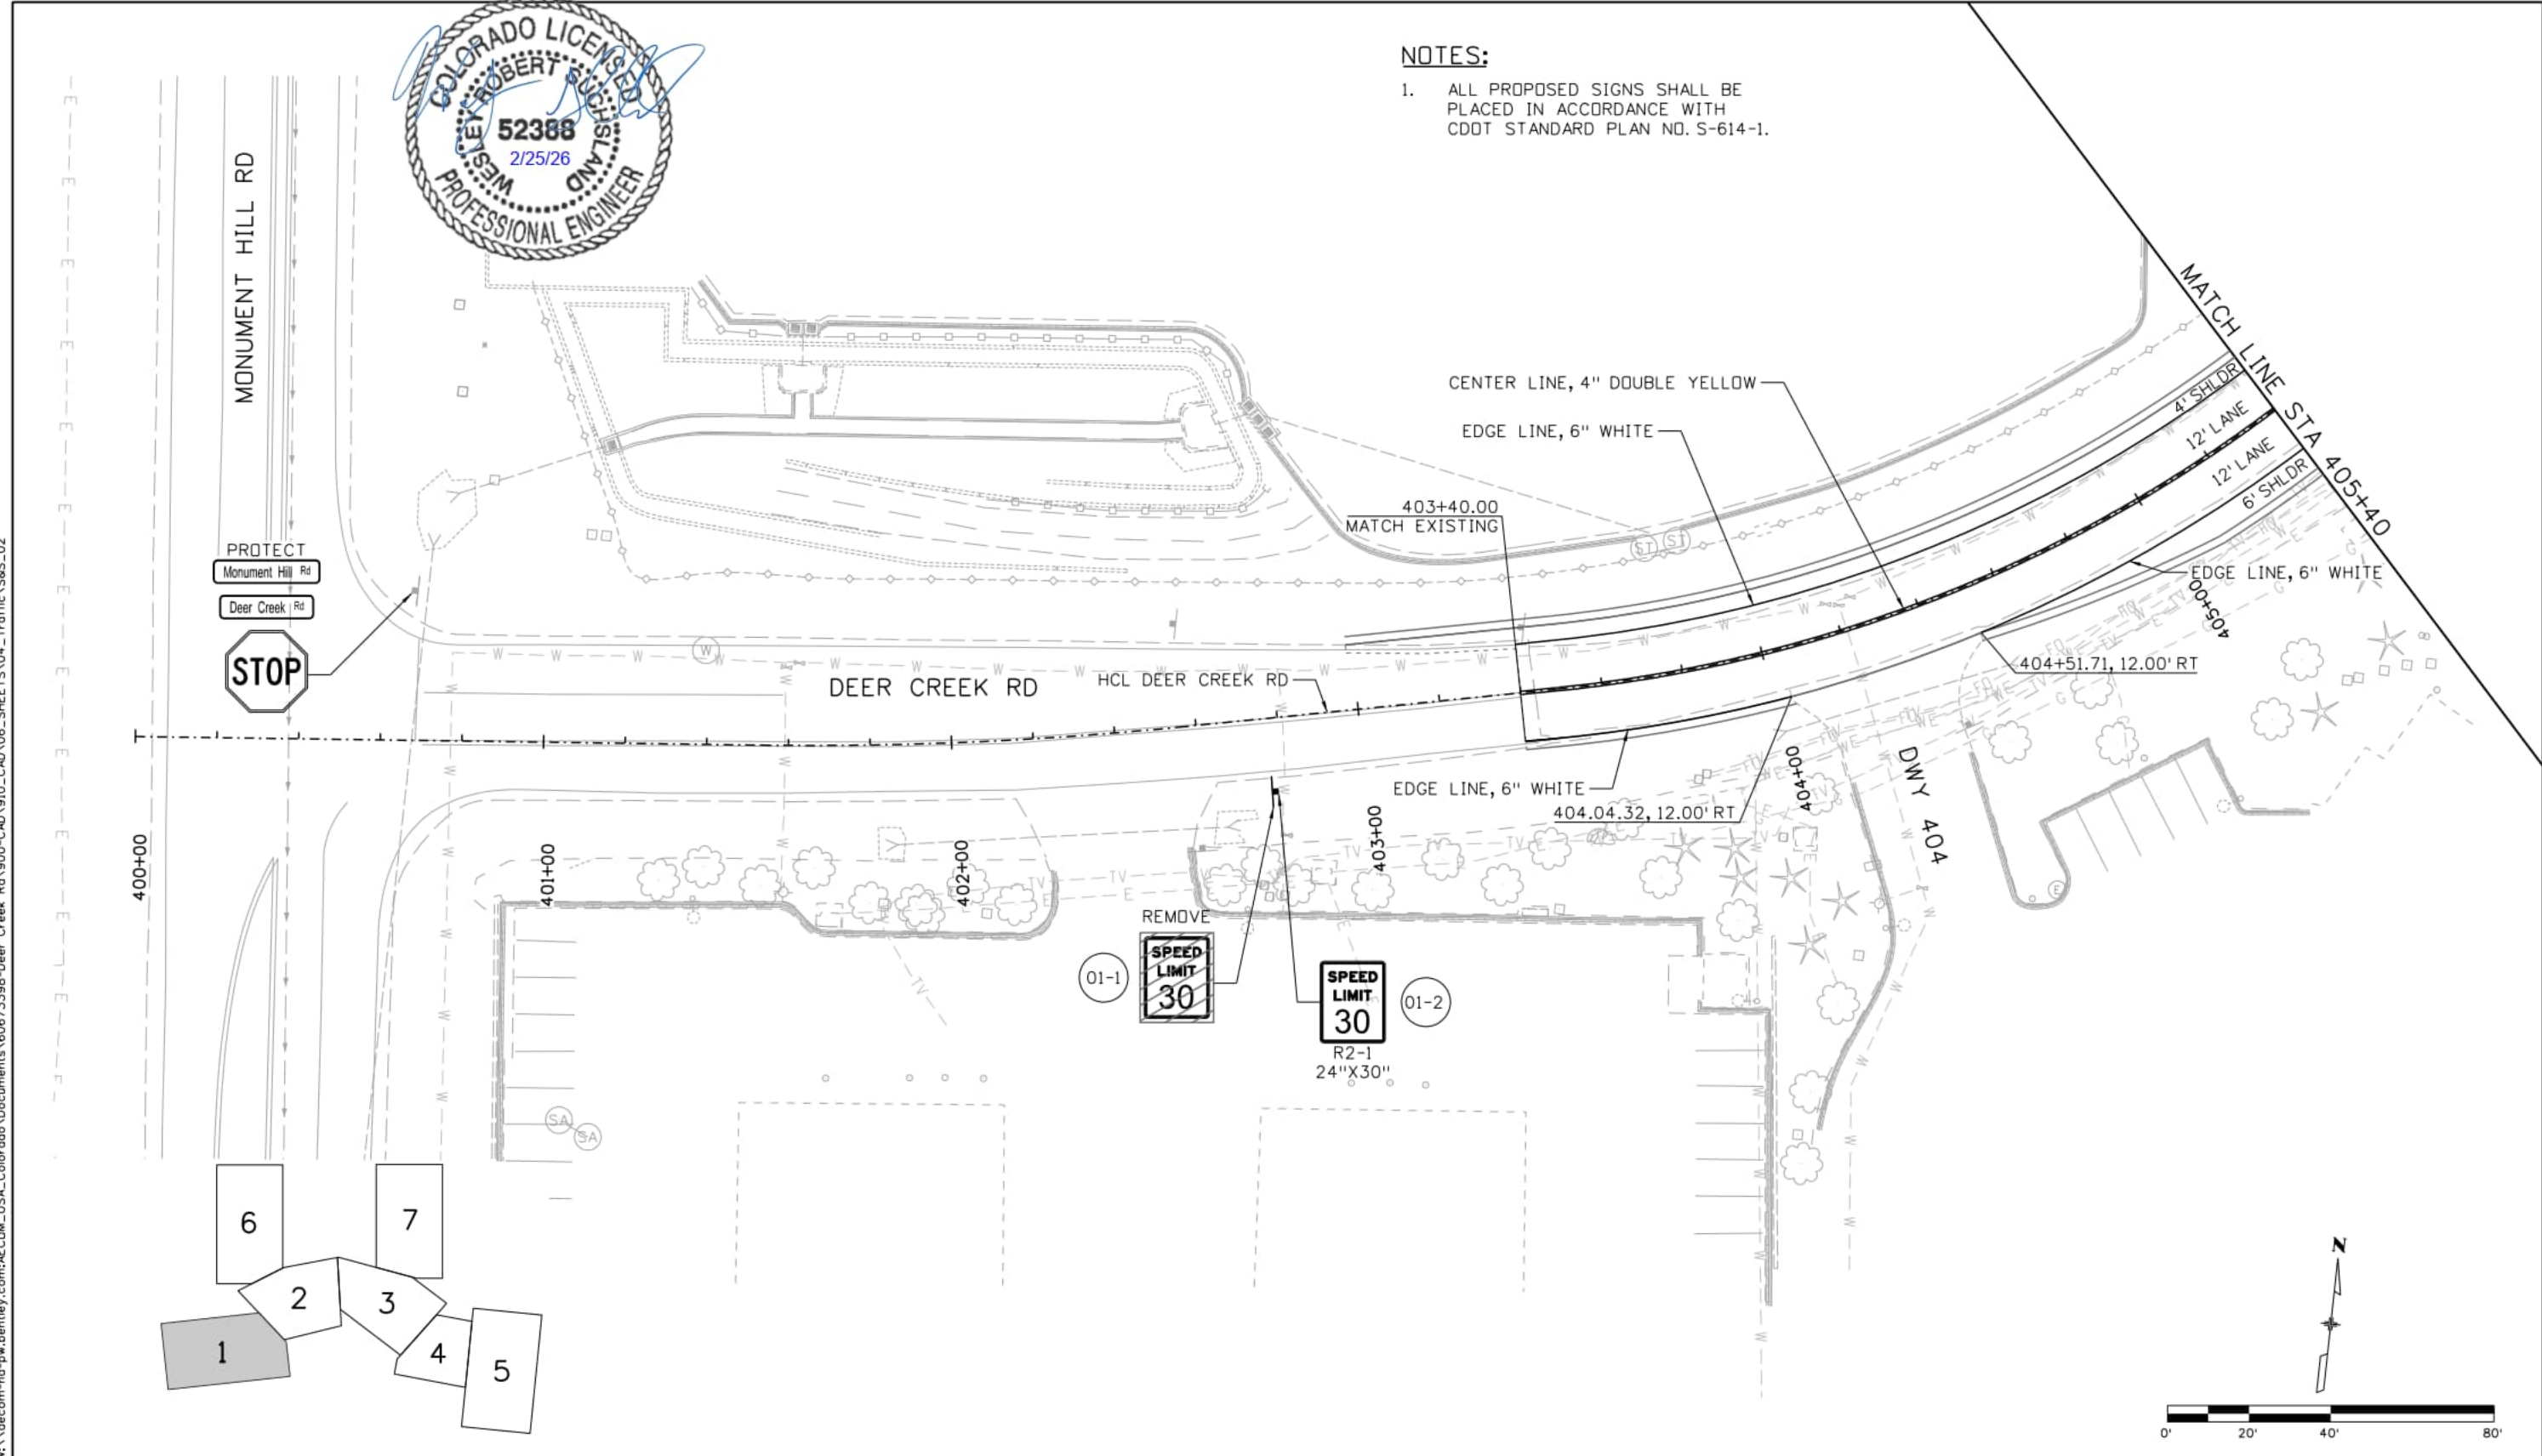 COLORADO LICENSED
WESLEY ROBERT SUCHSLAND
52388
2/25/26
PROFESSIONAL ENGINEER
NOTES:
1. ALL PROPOSED SIGNS SHALL BE
PLACED IN ACCORDANCE WITH
CDOT STANDARD PLAN NO. S-614-1.
MONUMENT HILL RD
MATCH LINE STA 405+40
CENTER LINE, 4" DOUBLE YELLOW
EDGE LINE, 6" WHITE
4' SHLDR
12' LANE
12' LANE
6' SHLDR
403+40.00
MATCH EXISTING
ST ST
PROTECT
Monument Hill Rd
Deer Creek Rd
STOP
EDGE LINE, 6" WHITE
405+00
404+51.71, 12.00' RT
W
DEER CREEK RD
HCL DEER CREEK RD
EDGE LINE, 6" WHITE
404.04.32, 12.00' RT
400+00
401+00
402+00
403+00
404+00
DWY 404
E
REMOVE
01-1
SPEED
LIMIT
30
SPEED
LIMIT
30
01-2
R2-1
24"X30"
SA
SA
6
7
2
3
1
4
5
N
0' 20' 40' 80'